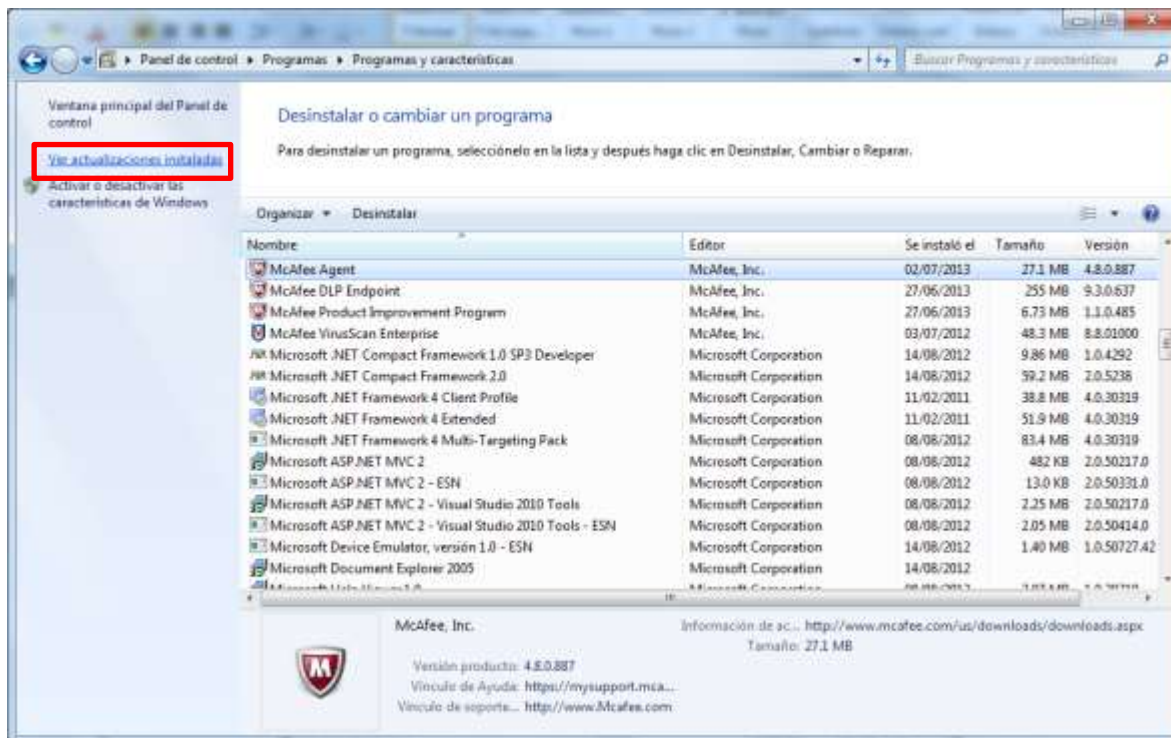 Panel de control ▸ Programas ▸ Programas y características
Buscar Programas y características
Ventana principal del Panel de
control
Ver actualizaciones instaladas
Activar o desactivar las
características de Windows
Desinstalar o cambiar un programa
Para desinstalar un programa, selecciónelo en la lista y después haga clic en Desinstalar, Cambiar o Reparar.
Organizar Desinstalar
Nombre Editor Se instaló el Tamaño Versión
McAfee Agent McAfee, Inc. 02/07/2013 27.1 MB 4.8.0.887
McAfee DLP Endpoint McAfee, Inc. 27/06/2013 255 MB 9.3.0.637
McAfee Product Improvement Program McAfee, Inc. 27/06/2013 6.73 MB 1.1.0.485
McAfee VirusScan Enterprise McAfee, Inc. 03/07/2012 48.3 MB 8.8.01000
Microsoft .NET Compact Framework 1.0 SP3 Developer Microsoft Corporation 14/08/2012 9.86 MB 1.0.4292
Microsoft .NET Compact Framework 2.0 Microsoft Corporation 14/08/2012 59.2 MB 2.0.5238
Microsoft .NET Framework 4 Client Profile Microsoft Corporation 11/02/2011 38.8 MB 4.0.30319
Microsoft .NET Framework 4 Extended Microsoft Corporation 11/02/2011 51.9 MB 4.0.30319
Microsoft .NET Framework 4 Multi-Targeting Pack Microsoft Corporation 08/08/2012 83.4 MB 4.0.30319
Microsoft ASP.NET MVC 2 Microsoft Corporation 08/08/2012 482 KB 2.0.50217.0
Microsoft ASP.NET MVC 2 - ESN Microsoft Corporation 08/08/2012 13.0 KB 2.0.50331.0
Microsoft ASP.NET MVC 2 - Visual Studio 2010 Tools Microsoft Corporation 08/08/2012 2.25 MB 2.0.50217.0
Microsoft ASP.NET MVC 2 - Visual Studio 2010 Tools - ESN Microsoft Corporation 08/08/2012 2.05 MB 2.0.50414.0
Microsoft Device Emulator, versión 1.0 - ESN Microsoft Corporation 14/08/2012 1.40 MB 1.0.50727.42
Microsoft Document Explorer 2005 Microsoft Corporation 14/08/2012
McAfee, Inc. Información de ac... http://www.mcafee.com/us/downloads/downloads.aspx
Tamaño: 27.1 MB
Versión producto: 4.8.0.887
Vínculo de Ayuda: https://mysupport.mca...
Vínculo de soporte... http://www.Mcafee.com